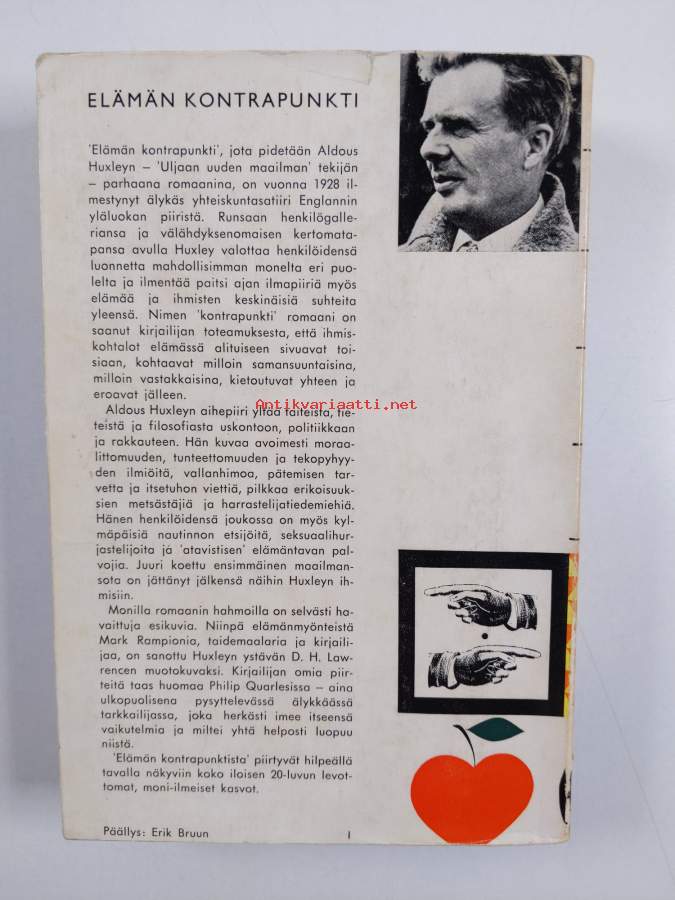 ELÄMÄN KONTRAPUNKTI
'Elämän kontrapunkti', jota pidetään Aldous
Huxleyn – 'Uljaan uuden maailman' tekijän
– parhaana romaanina, on vuonna 1928 il-
mestynyt älykäs yhteiskuntasatiiri Englannin
yläluokan piiristä. Runsaan henkilögalle-
riansa ja välähdyksenomaisen kertomata-
pansa avulla Huxley valottaa henkilöidensä
luonnetta mahdollisimman monelta eri puo-
lelta ja ilmentää paitsi ajan ilmapiiriä myös
elämää ja ihmisten keskinäisiä suhteita
yleensä. Nimen 'kontrapunkti' romaani on
saanut kirjailijan toteamuksesta, että ihmis-
kohtalot elämässä alituiseen sivuavat toi-
siaan, kohtaavat milloin samansuuntaisina,
milloin vastakkaisina, kietoutuvat yhteen ja
eroavat jälleen.
Antikvariaatti.net
Aldous Huxleyn aihepiiri yltää taiteista, tie-
teistä ja filosofiasta uskontoon, politiikkaan
ja rakkauteen. Hän kuvaa avoimesti moraa-
littomuuden, tunteettomuuden ja tekopyhyy-
den ilmiöitä, vallanhimoa, pätemisen tar-
vetta ja itsetuhon viettiä, pilkkaa erikoisuuk-
sien metsästäjiä ja harrastelijatiedemiehiä.
Hänen henkilöidensä joukossa on myös kyl-
mäpäisiä nautinnon etsijöitä, seksuaalihur-
jastelijoita ja 'atavistisen' elämäntavan pal-
vojia. Juuri koettu ensimmäinen maailman-
sota on jättänyt jälkensä näihin Huxleyn ih-
misiin.
Monilla romaanin hahmoilla on selvästi ha-
vaittuja esikuvia. Niinpä elämänmyönteistä
Mark Rampionia, taidemaalaria ja kirjaili-
jaa, on sanottu Huxleyn ystävän D. H. Law-
rencen muotokuvaksi. Kirjailijan omia piir-
teitä taas huomaa Philip Quarlesissa – aina
ulkopuolisena pysyttelevässä älykkäässä
tarkkailijassa, joka herkästi imee itseensä
vaikutelmia ja miltei yhtä helposti luopuu
niistä.
'Elämän kontrapunktista' piirtyvät hilpeällä
tavalla näkyviin koko iloisen 20-luvun levot-
tomat, moni-ilmeiset kasvot.
Päällys: Erik Bruun
i